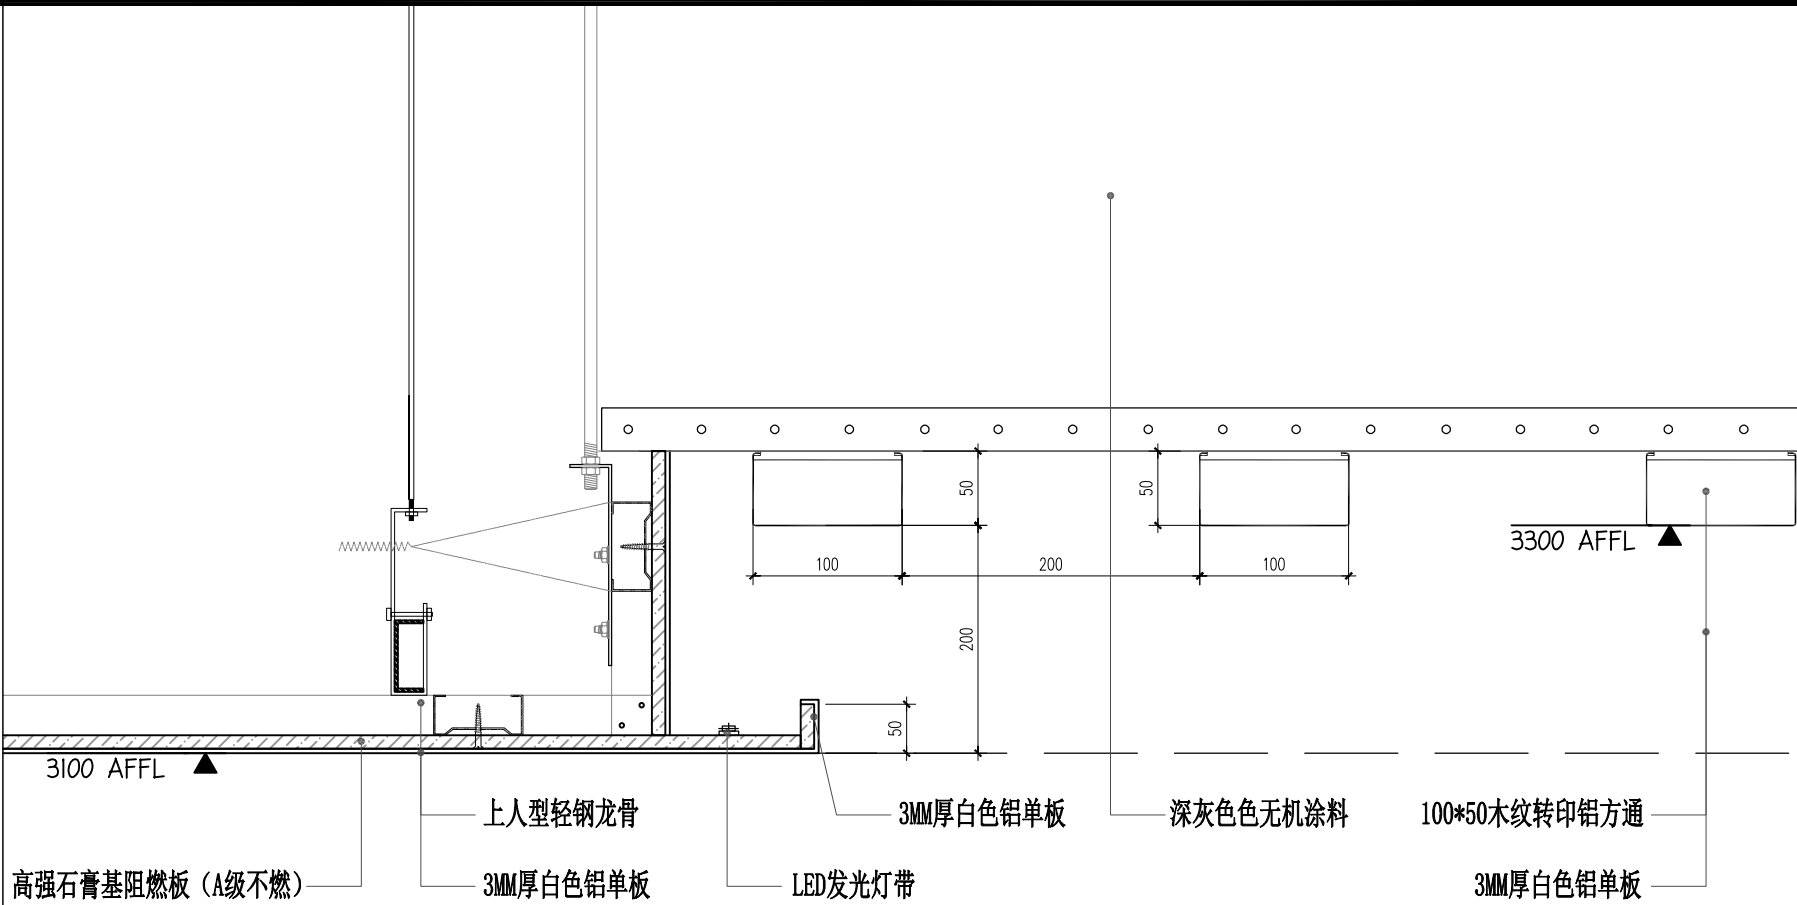 50
50
3300 AFFL
100
200
100
200
50
3100 AFFL
上人型轻钢龙骨
3MM厚白色铝单板
深灰色色无机涂料
100*50木纹转印铝方通
高强石膏基阻燃板（A级不燃）
3MM厚白色铝单板
LED发光灯带
3MM厚白色铝单板